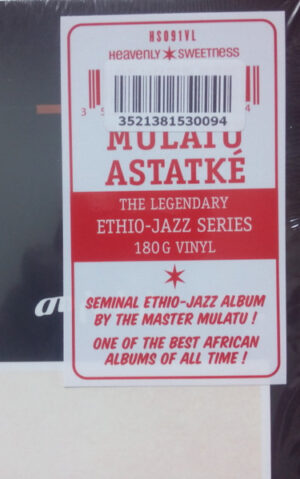 HS091VL
Heavenly ★ SWeeTness
3521381530094
MULATU
ASTATKÉ
THE LEGENDARY
ETHIO-JAZZ SERIES
180G VINYL
SEMINAL ETHIO-JAZZ ALBUM
BY THE MASTER MULATU !
ONE OF THE BEST AFRICAN
ALBUMS OF ALL TIME !